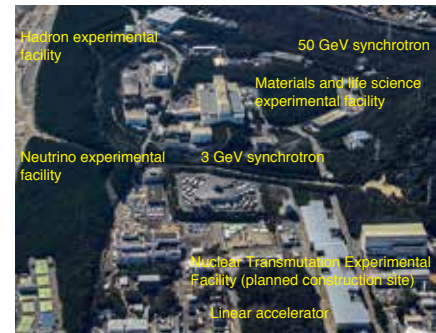 Hadron experimental
facility
50 GeV synchrotron
Materials and life science
experimental facility
Neutrino experimental
facility
3 GeV synchrotron
Nuclear Transmutation Experimental
Facility (planned construction site)
Linear accelerator